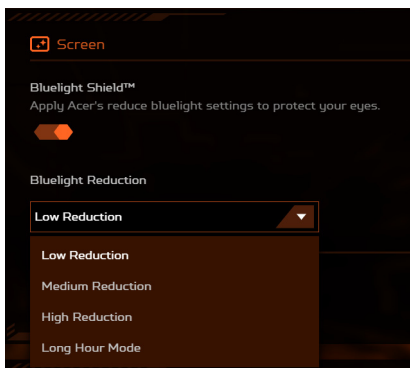 Screen
Bluelight Shield™
Apply Acer's reduce bluelight settings to protect your eyes.
Bluelight Reduction
Low Reduction
Low Reduction
Medium Reduction
High Reduction
Long Hour Mode